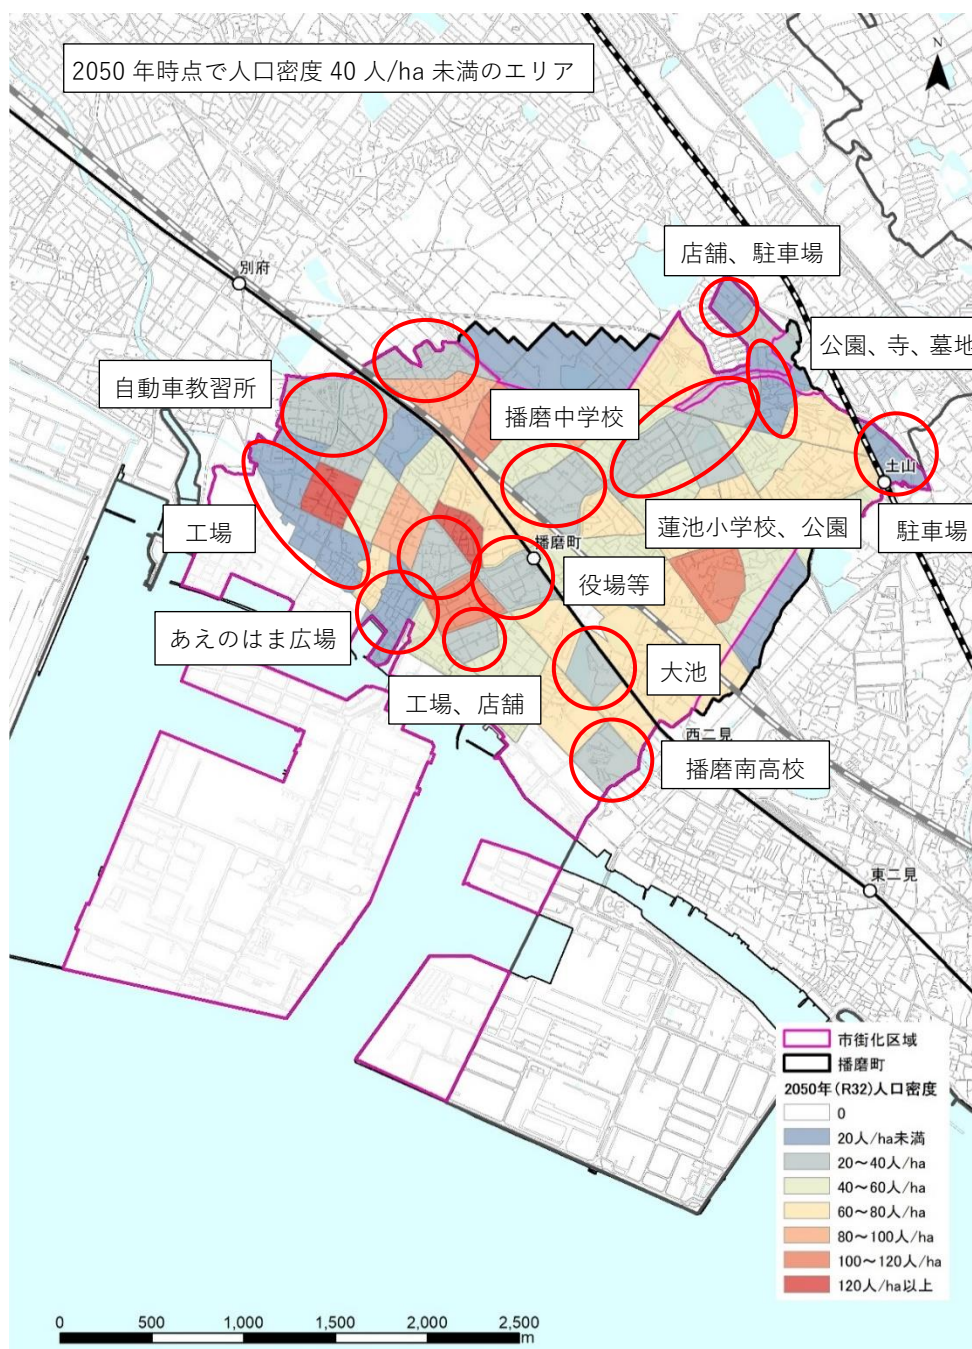 2050 年時点で人口密度 40 人/ha 未満のエリア
N
店舗、駐車場
別府
公園、寺、墓地
自動車教習所
播磨中学校
土山
工場
蓮池小学校、公園
駐車場
播磨町
役場等
あえのはま広場
大池
工場、店舗
西二見
播磨南高校
東二見
市街化区域
播磨町
2050年(R32)人口密度
0
20人/ha未満
20～40人/ha
40～60人/ha
60～80人/ha
80～100人/ha
100～120人/ha
120人/ha以上
0 500 1,000 1,500 2,000 2,500
m